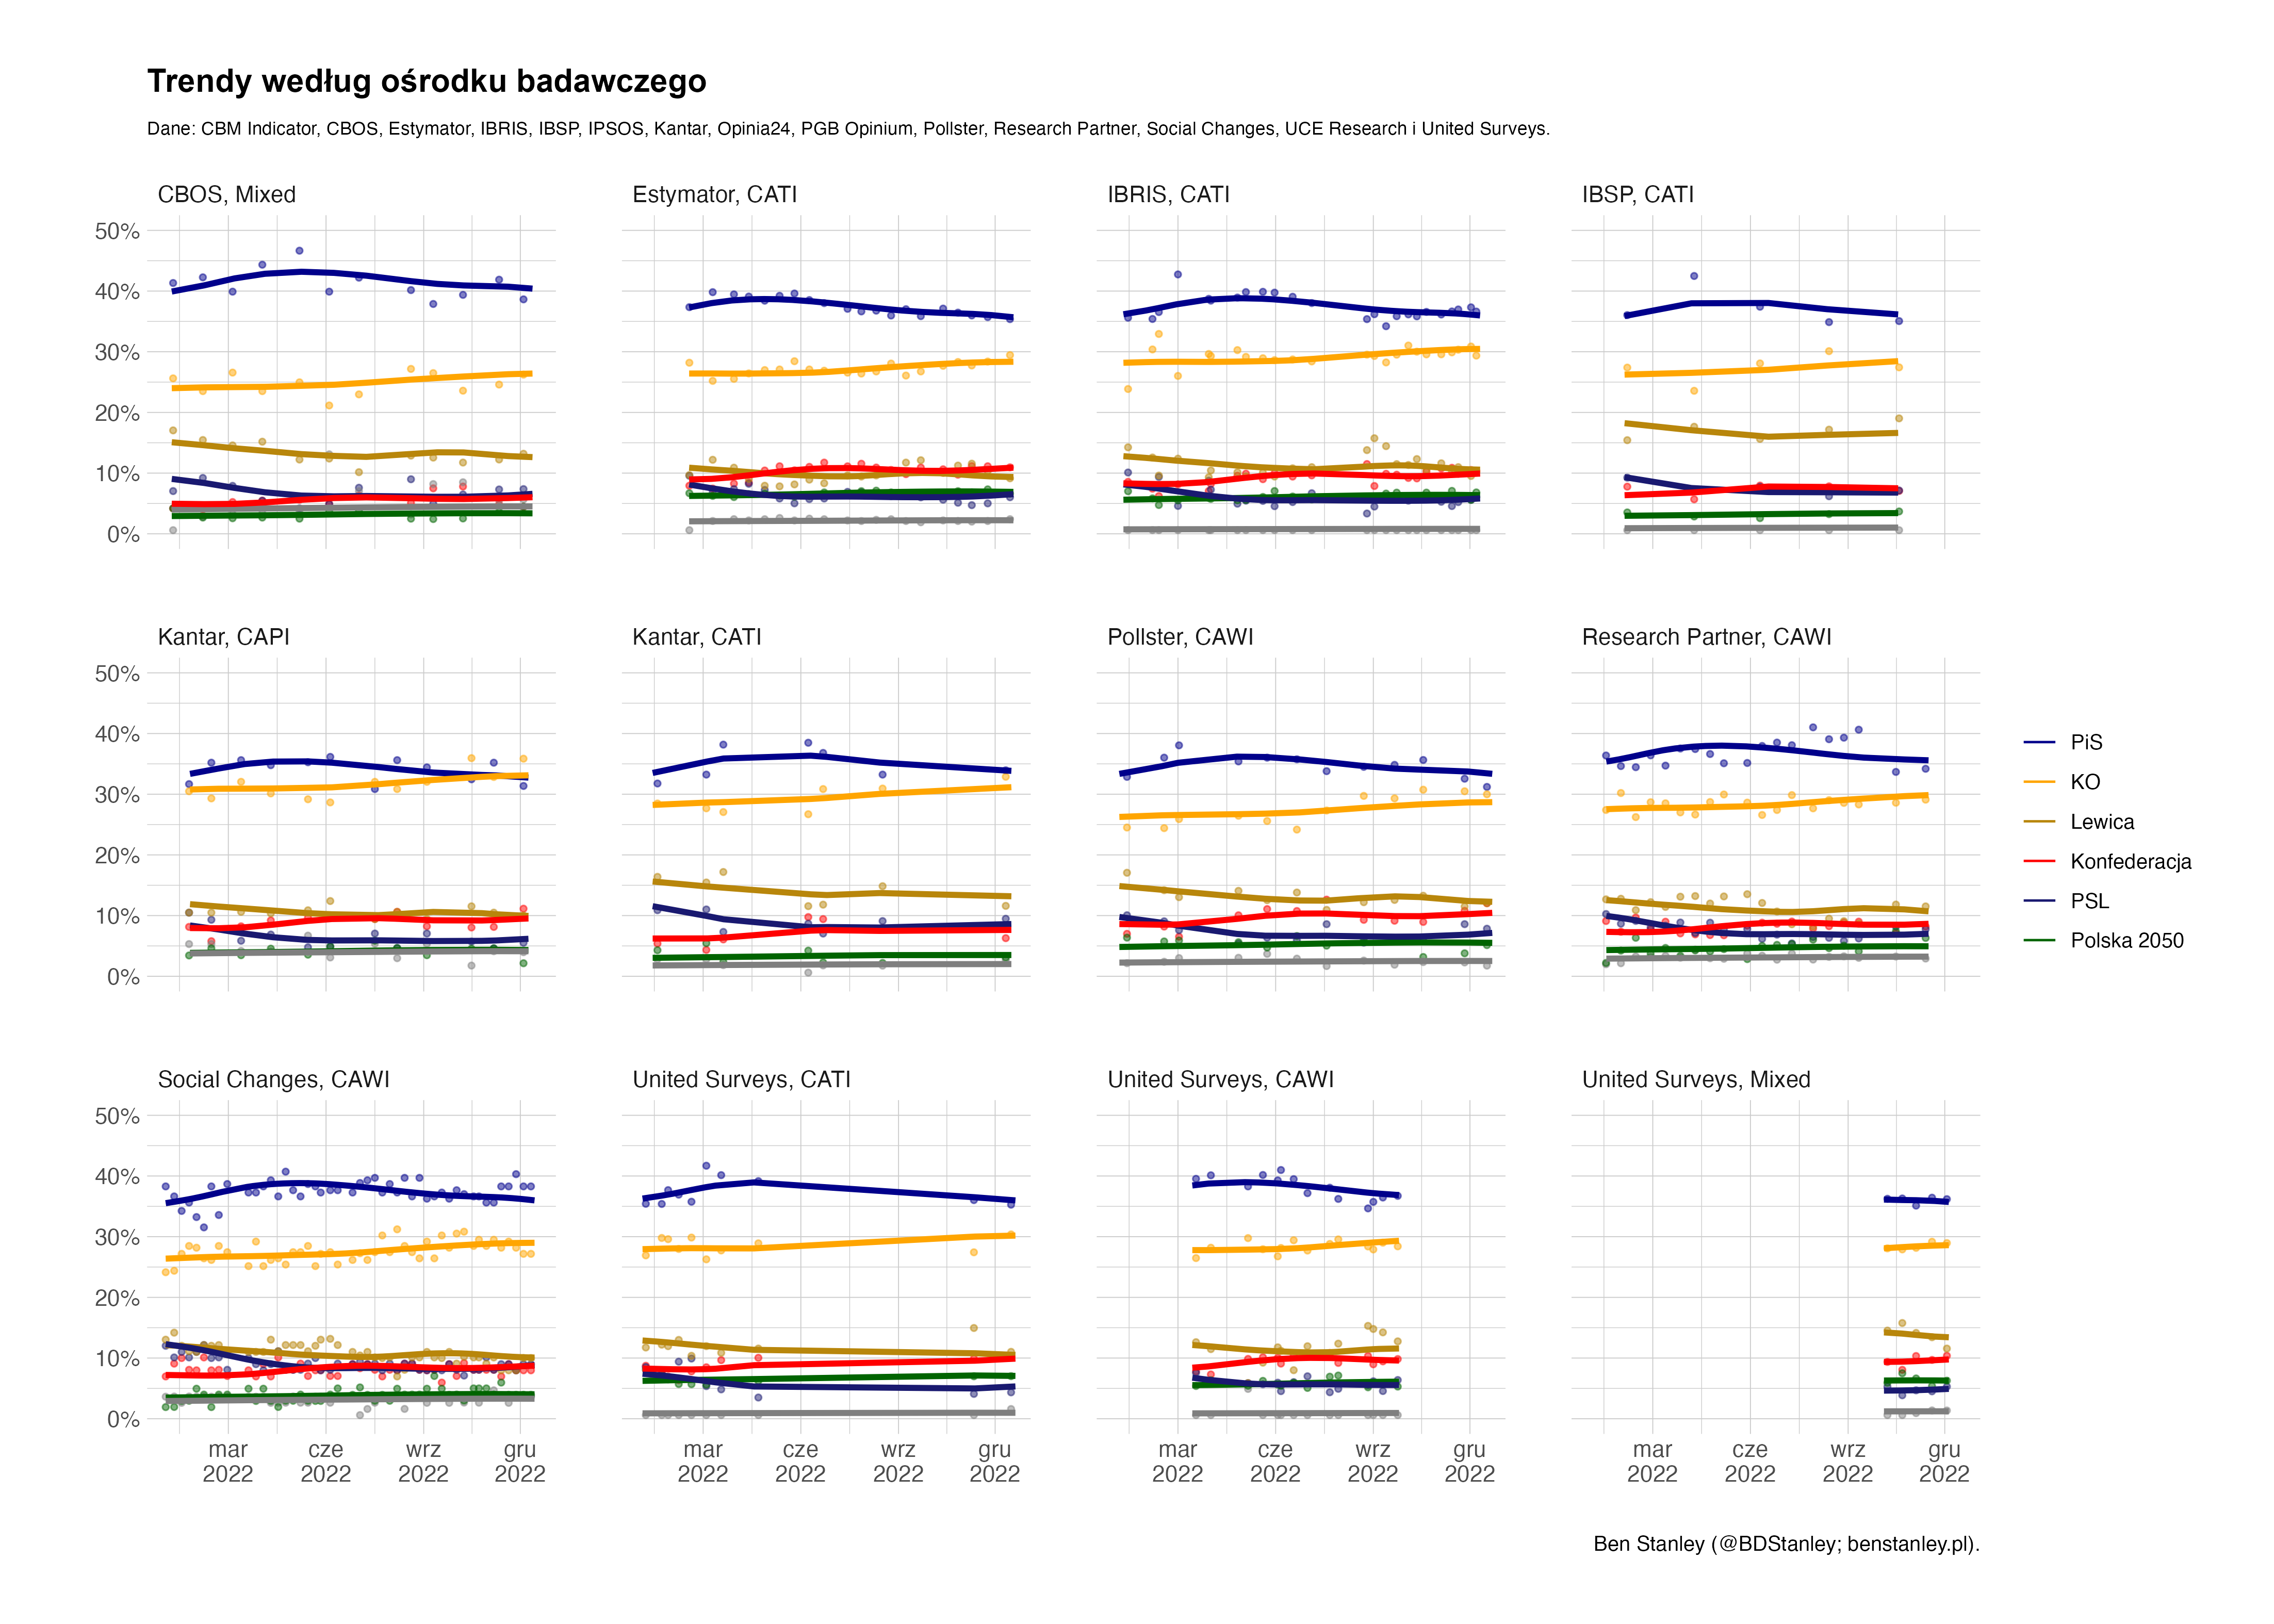 Trendy według ośrodku badawczego
Dane: CBM Indicator, CBOS, Estymator, IBRIS, IBSP, IPSOS, Kantar, Opinia24, PGB Opinium, Pollster, Research Partner, Social Changes, UCE Research i United Surveys.
CBOS, Mixed
Estymator, CATI
IBRIS, CATI
IBSP, CATI
50%
40%
30%
20%
10%
0%
Kantar, CAPI
Kantar, CATI
Pollster, CAWI
Research Partner, CAWI
50%
40%
30%
20%
10%
0%
PiS
KO
Lewica
Konfederacja
PSL
Polska 2050
Social Changes, CAWI
United Surveys, CATI
United Surveys, CAWI
United Surveys, Mixed
50%
40%
30%
20%
10%
0%
mar cze wrz gru mar cze wrz gru mar cze wrz gru mar cze wrz gru
2022 2022 2022 2022 2022 2022 2022 2022 2022 2022 2022 2022 2022 2022 2022 2022
Ben Stanley (@BDStanley; benstanley.pl).